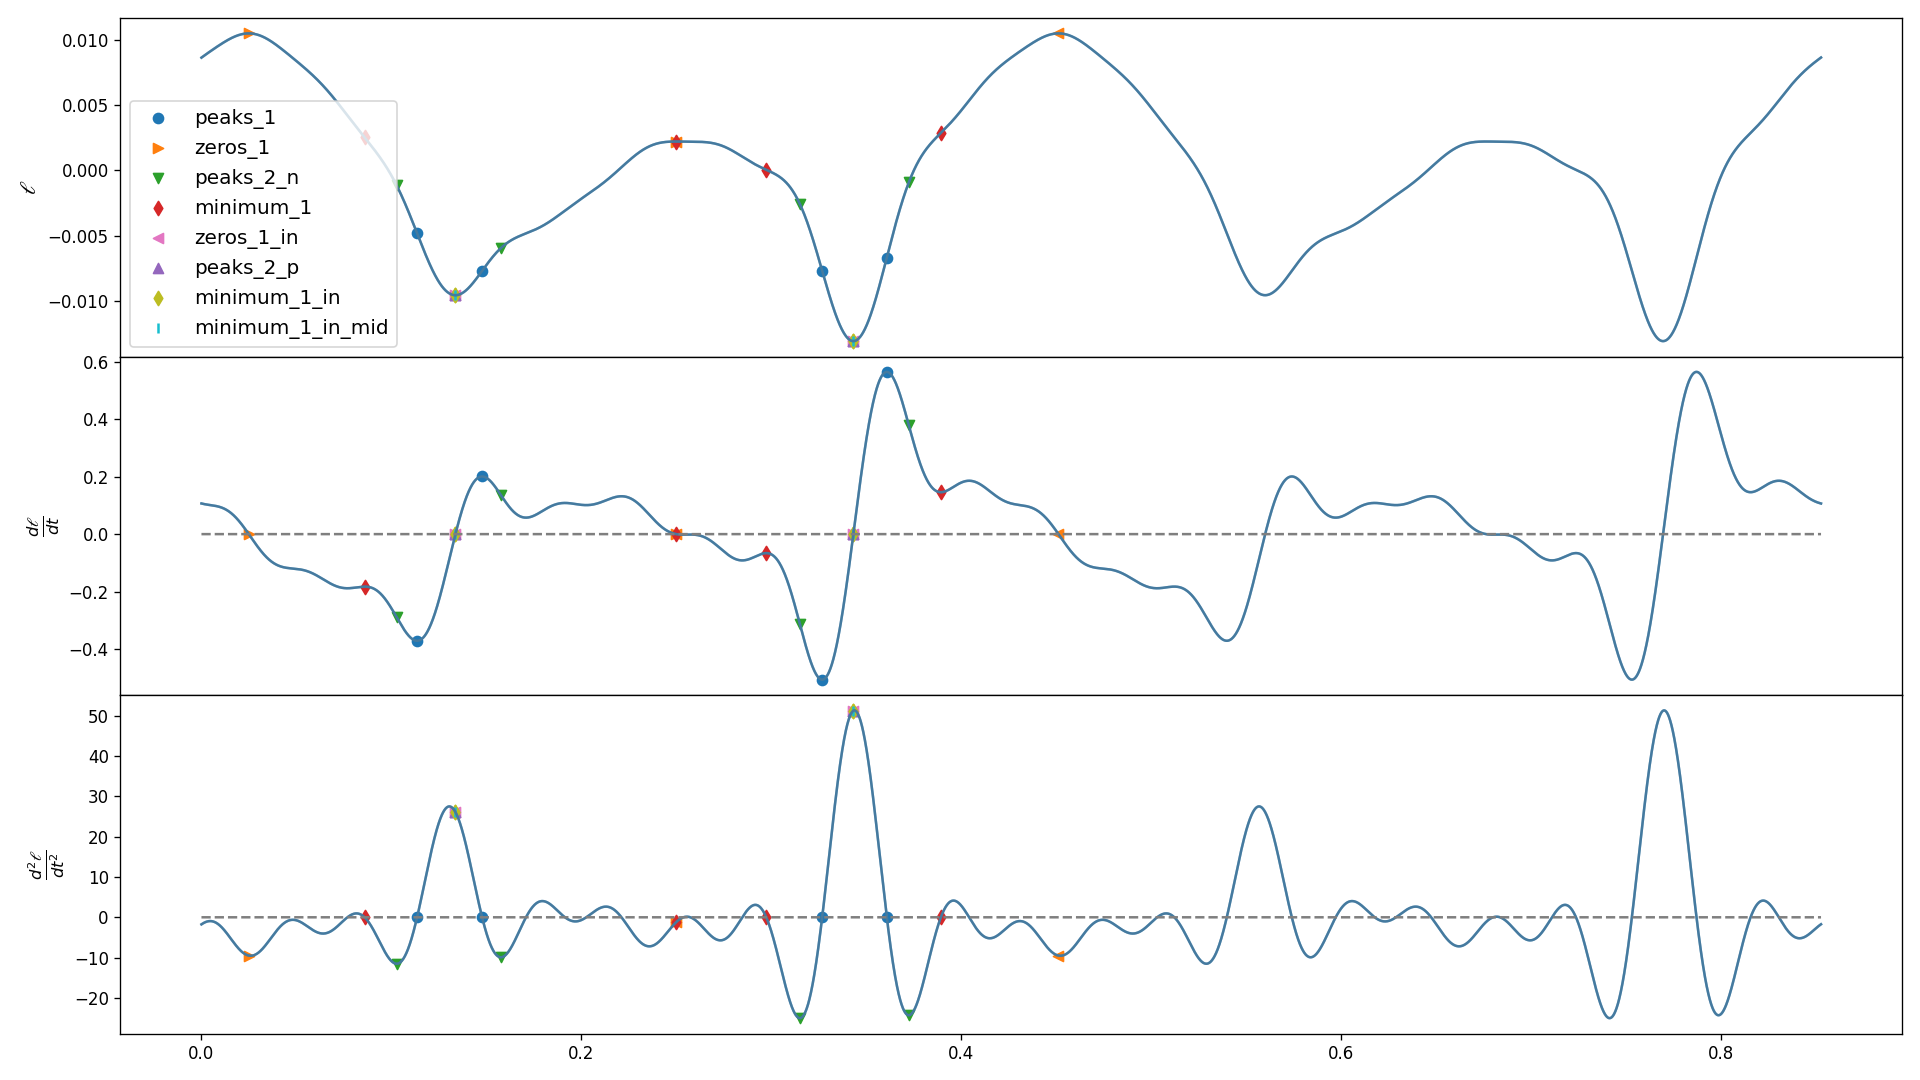 0.010
0.005
0.000
−0.005
−0.010
ℓ
peaks_1
zeros_1
peaks_2_n
minimum_1
zeros_1_in
peaks_2_p
minimum_1_in
minimum_1_in_mid
0.6
0.4
0.2
0.0
−0.2
−0.4
dℓ
dt
50
40
30
20
10
0
−10
−20
d²ℓ
dt²
0.0 0.2 0.4 0.6 0.8